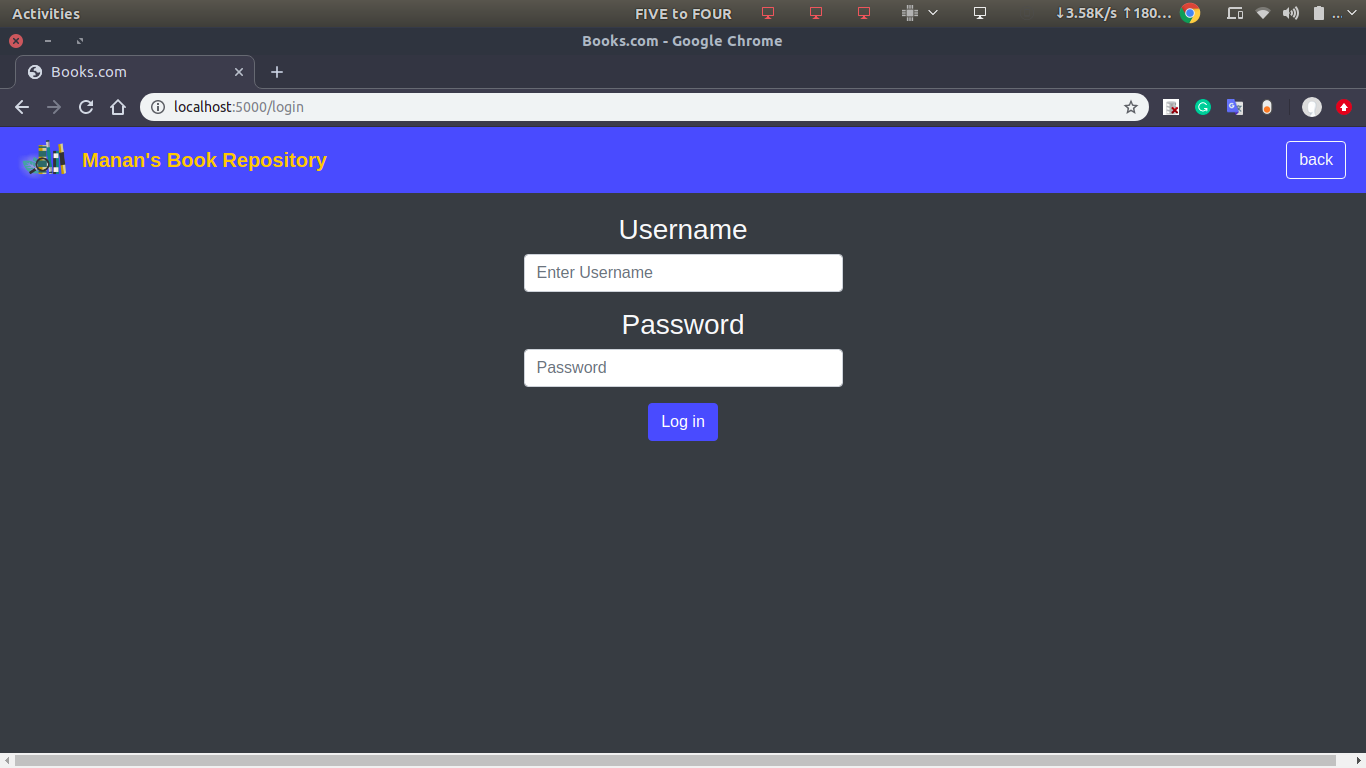 Activities FIVE to FOUR ↓3.58K/s ↑180... ...
Books.com - Google Chrome
Books.com
localhost:5000/login
Manan's Book Repository back
Username
Enter Username
Password
Password
Log in